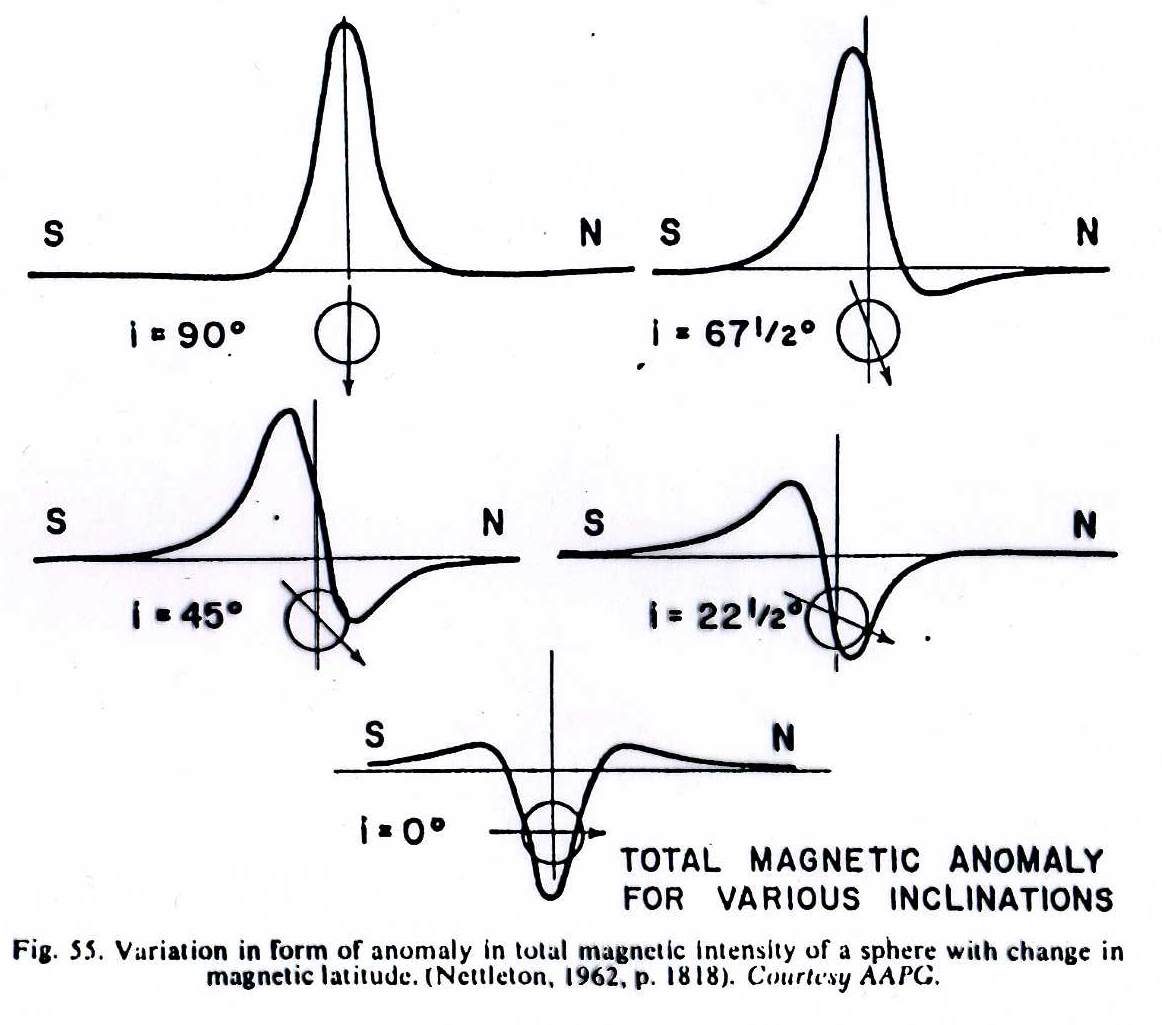 S N
i = 90°
S N
i = 67 1/2°
S N
i = 45°
S N
i = 22 1/2°
S N
i = 0°
TOTAL MAGNETIC ANOMALY
FOR VARIOUS INCLINATIONS
Fig. 55. Variation in form of anomaly in total magnetic intensity of a sphere with change in
magnetic latitude. (Nettleton, 1962, p. 1818). Courtesy AAPG.